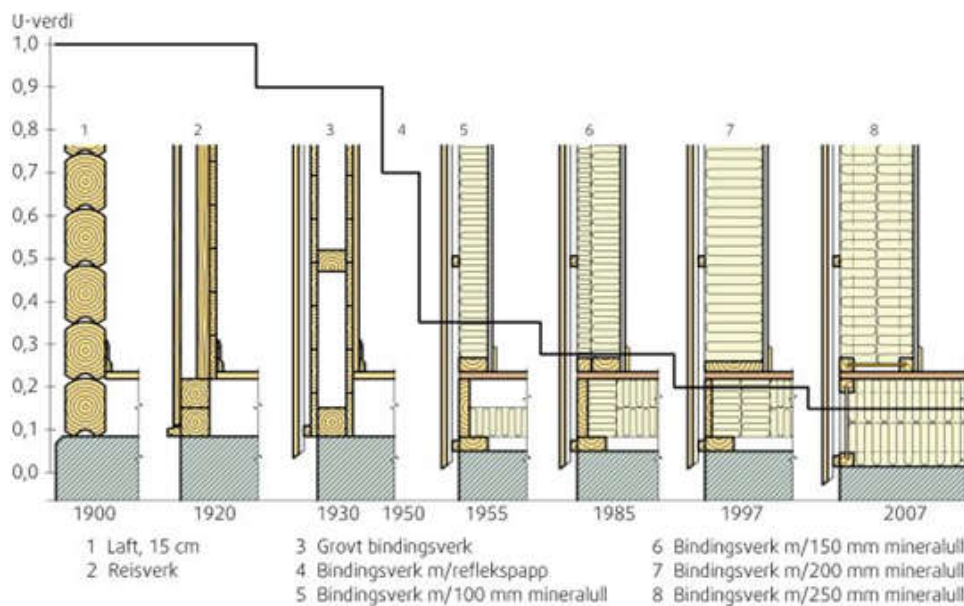 U-verdi
1,0
0,9
0,8
0,7
0,6
0,5
0,4
0,3
0,2
0,1
0,0
1 2 3 4 5 6 7 8
1900 1920 1930 1950 1955 1985 1997 2007
1 Laft, 15 cm
2 Reisverk
3 Grovt bindingsverk
4 Bindingsverk m/reflekspapp
5 Bindingsverk m/100 mm mineralull
6 Bindingsverk m/150 mm mineralull
7 Bindingsverk m/200 mm mineralull
8 Bindingsverk m/250 mm mineralull